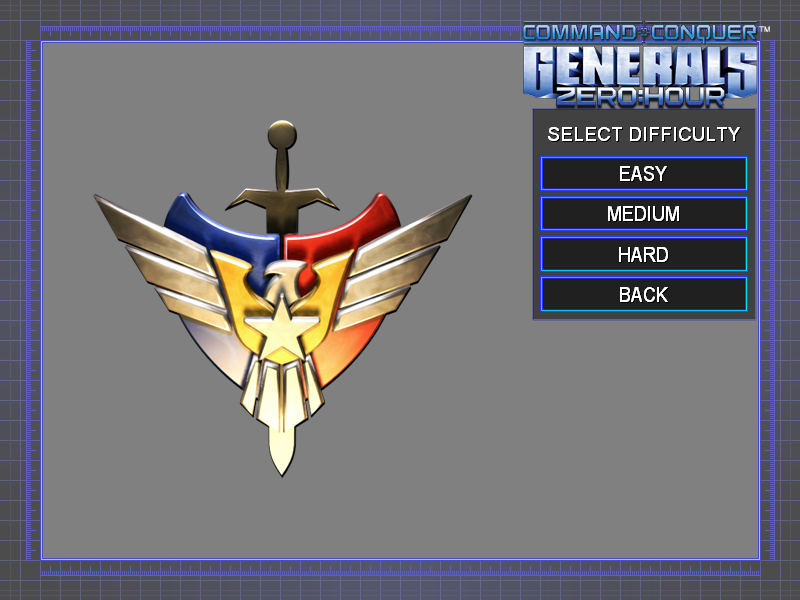 COMMAND & CONQUER™
GENERALS
ZERO:HOUR
SELECT DIFFICULTY
EASY
MEDIUM
HARD
BACK